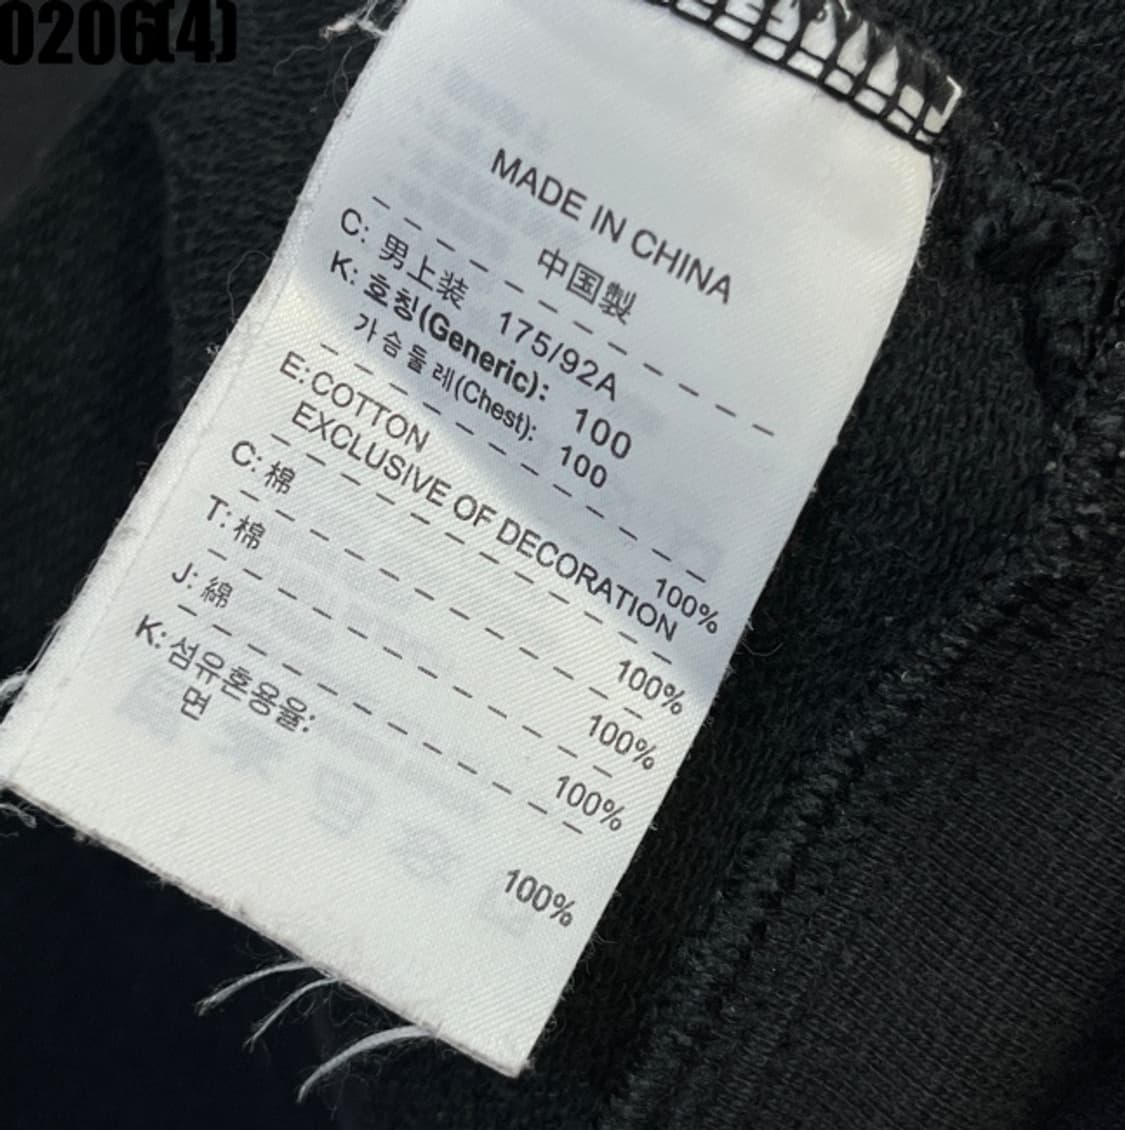 0206(4)
MADE IN CHINA
中国製
C: 男上装 175/92A
K: 호칭(Generic): 100
가슴둘레(Chest): 100
E: COTTON 100%
EXCLUSIVE OF DECORATION
C: 棉 100%
T: 棉 100%
J: 綿 100%
K: 섬유혼용율:
면 100%